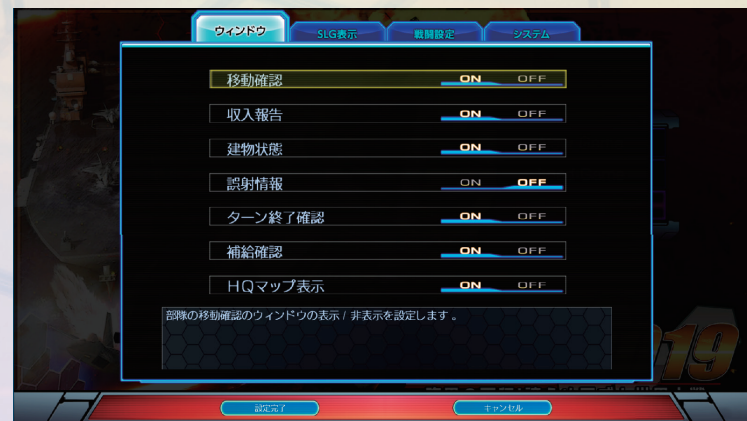 ウィンドウ SLG表示 戦闘設定 システム
移動確認 ON OFF
収入報告 ON OFF
建物状態 ON OFF
誤射情報 ON OFF
ターン終了確認 ON OFF
補給確認 ON OFF
HQマップ表示 ON OFF
部隊の移動確認のウィンドウの表示 / 非表示を設定します。
19
設定完了 キャンセル